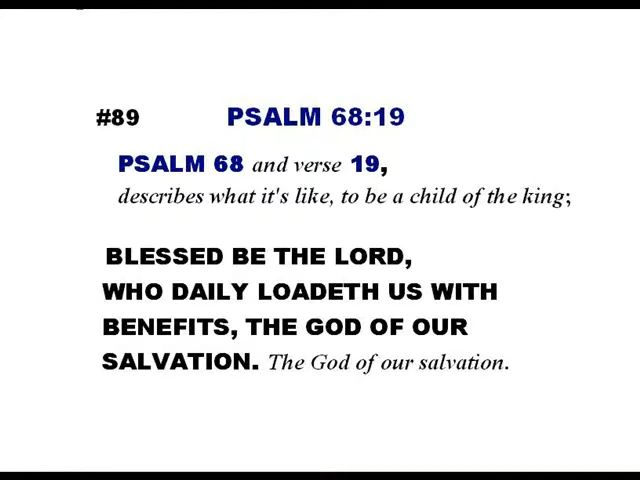 #89 PSALM 68:19
PSALM 68 and verse 19,
describes what it's like, to be a child of the king;
BLESSED BE THE LORD,
WHO DAILY LOADETH US WITH
BENEFITS, THE GOD OF OUR
SALVATION. The God of our salvation.